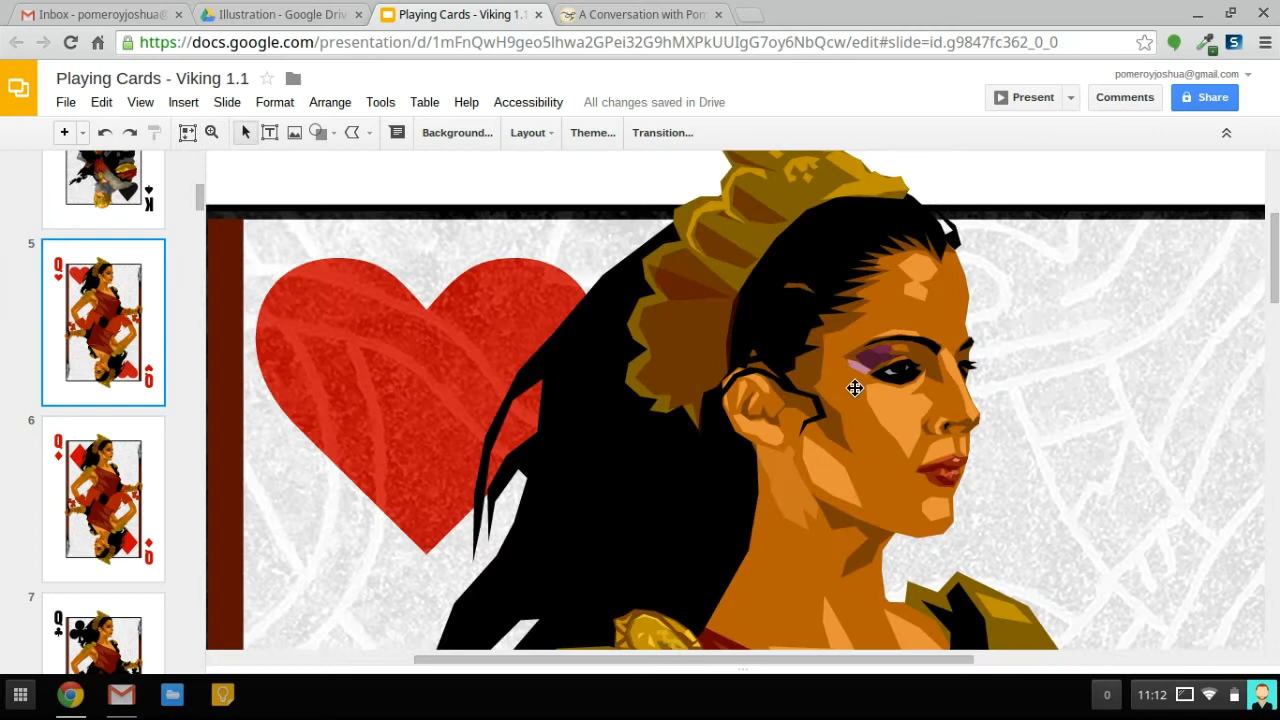 Inbox - pomeroyjoshua@
Illustration - Google Driv
Playing Cards - Viking 1.1
A Conversation with Pom
https://docs.google.com/presentation/d/1mFnQwH9geo5lhwa2GPei32G9hMXPkUUIgG7oy6NbQcw/edit#slide=id.g9847fc362_0_0
Playing Cards - Viking 1.1
pomeroyjoshua@gmail.com
File Edit View Insert Slide Format Arrange Tools Table Help Accessibility All changes saved in Drive
Present Comments Share
Background... Layout Theme... Transition...
K
5
Q
Q
6
Q
Q
7
Q
0 11:12